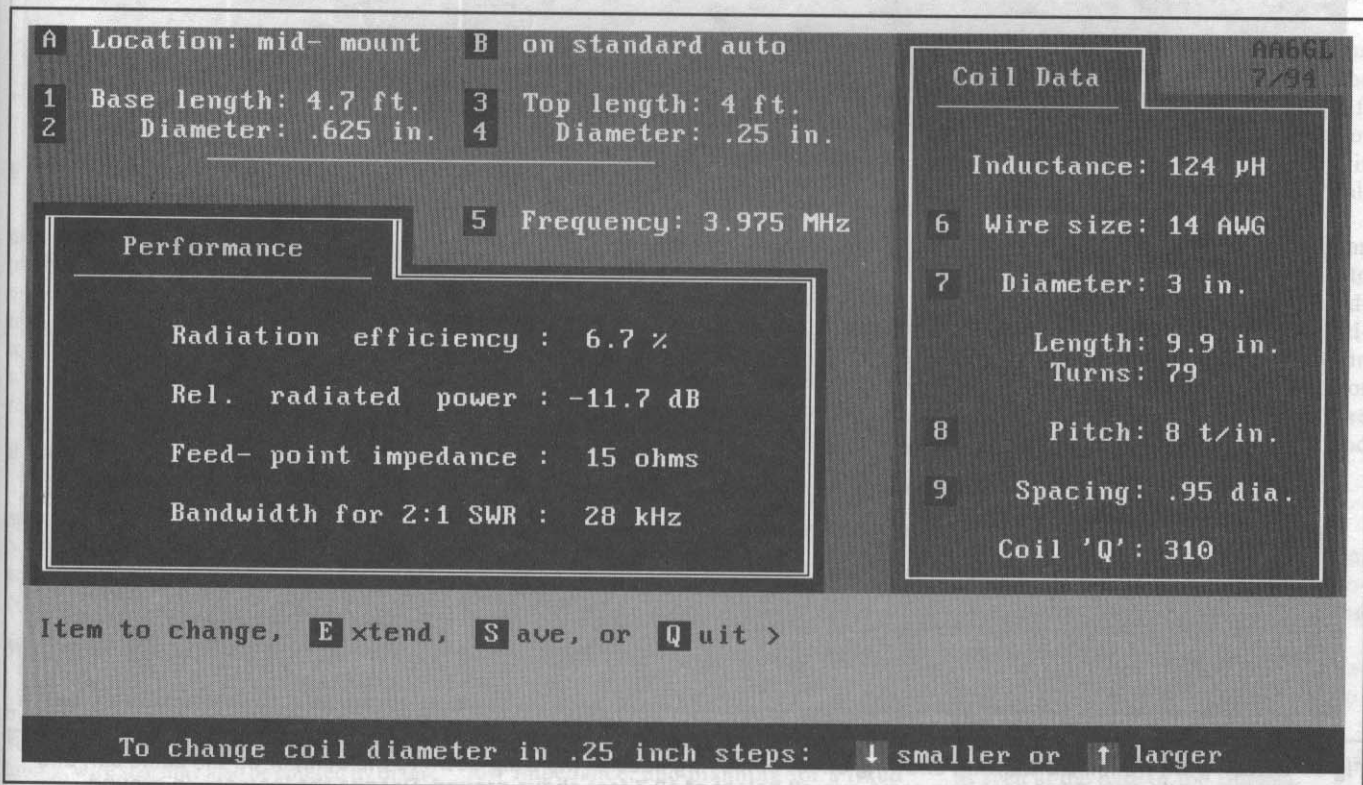 A Location: mid- mount B on standard auto
AA6GL
7/94
1 Base length: 4.7 ft. 3 Top length: 4 ft.
2 Diameter: .625 in. 4 Diameter: .25 in.
5 Frequency: 3.975 MHz
Performance
Radiation efficiency : 6.7 %
Rel. radiated power : -11.7 dB
Feed- point impedance : 15 ohms
Bandwidth for 2:1 SWR : 28 kHz
Coil Data
Inductance: 124 µH
6 Wire size: 14 AWG
7 Diameter: 3 in.
Length: 9.9 in.
Turns: 79
8 Pitch: 8 t/in.
9 Spacing: .95 dia.
Coil 'Q': 310
Item to change, E xtend, S ave, or Q uit >
To change coil diameter in .25 inch steps: ↓ smaller or ↑ larger